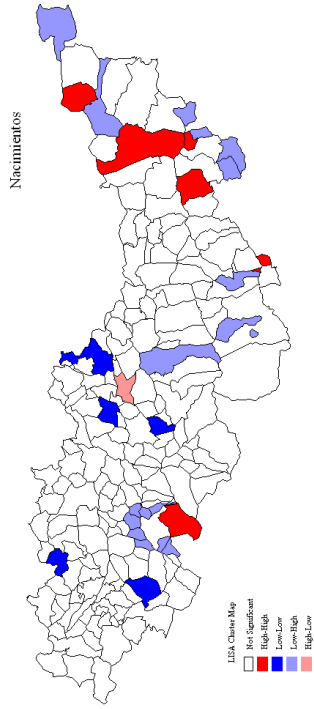 Nacimientos
LISA Cluster Map
Not Significant
High-High
Low-Low
Low-High
High-Low